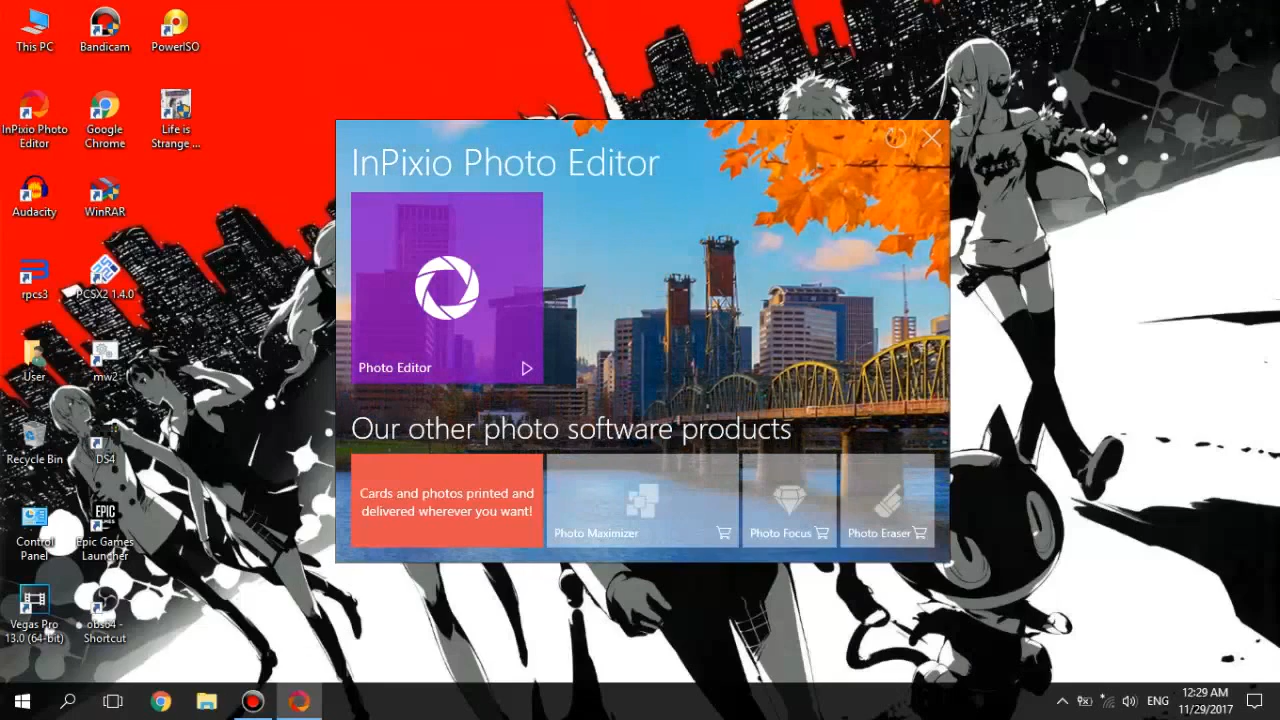 This PC
Bandicam
PowerISO
InPixio Photo
Editor
Google
Chrome
Life is
Strange ...
Audacity
WinRAR
rpcs3
PCSX2 1.4.0
User
mw2
Recycle Bin
DS4
Control
Panel
EPIC
Epic Games
Launcher
Vegas Pro
13.0 (64-bit)
obs64 -
Shortcut
InPixio Photo Editor
Photo Editor
Our other photo software products
Cards and photos printed and
delivered wherever you want!
Photo Maximizer
Photo Focus
Photo Eraser
ENG
12:29 AM
11/29/2017